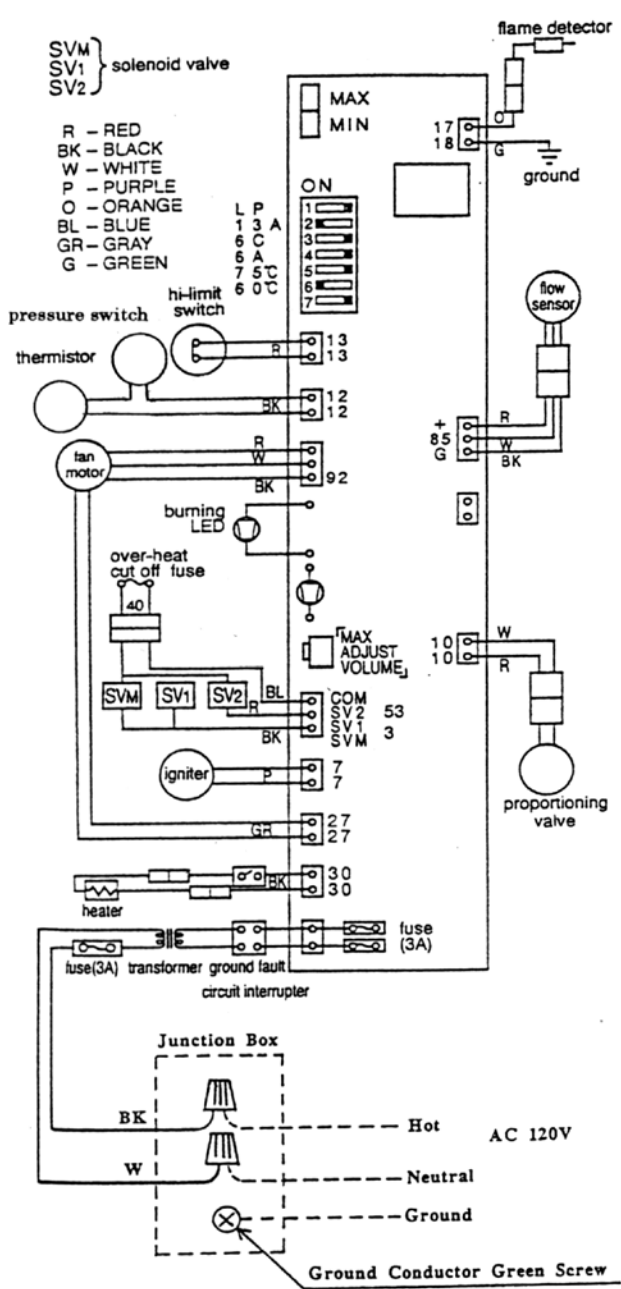 SVM
SV1
SV2
solenoid valve
R – RED
BK – BLACK
W – WHITE
P – PURPLE
O – ORANGE
BL – BLUE
GR – GRAY
G – GREEN
flame detector
MAX
MIN
17
18
O
G
ground
ON
L P
1 3 A
6 C
6 A
7 5℃
6 0℃
1
2
3
4
5
6
7
flow
sensor
pressure switch
hi-limit
switch
13
13
R
thermistor
12
12
BK
+
85
G
R
W
BK
fan
motor
R
W
BK
92
burning
LED
over-heat
cut off fuse
40
「MAX
ADJUST
VOLUME」
10
10
W
R
SVM
SV1
SV2
BL
R
BK
COM
SV2 53
SV1
SVM 3
igniter
P
7
7
proportioning
valve
27
27
GR
30
30
BK
heater
fuse
(3A)
fuse(3A)
transformer
ground fault
circuit interrupter
Junction Box
BK
Hot
AC 120V
W
Neutral
Ground
Ground Conductor Green Screw